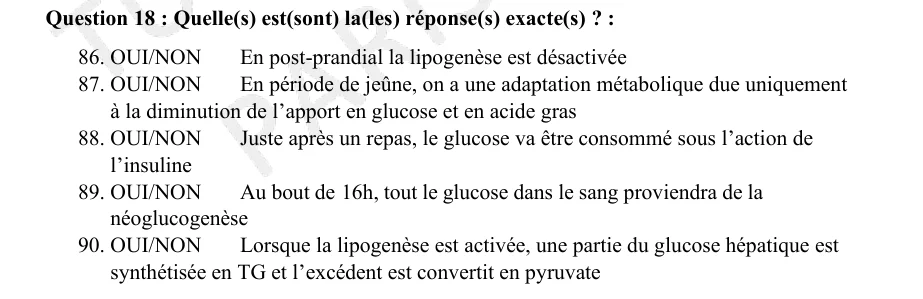 Question 18 : Quelle(s) est(sont) la(les) réponse(s) exacte(s) ? :
86. OUI/NON En post-prandial la lipogenèse est désactivée
87. OUI/NON En période de jeûne, on a une adaptation métabolique due uniquement
à la diminution de l'apport en glucose et en acide gras
88. OUI/NON Juste après un repas, le glucose va être consommé sous l'action de
l'insuline
89. OUI/NON Au bout de 16h, tout le glucose dans le sang proviendra de la
néoglucogenèse
90. OUI/NON Lorsque la lipogenèse est activée, une partie du glucose hépatique est
synthétisée en TG et l'excédent est convertit en pyruvate